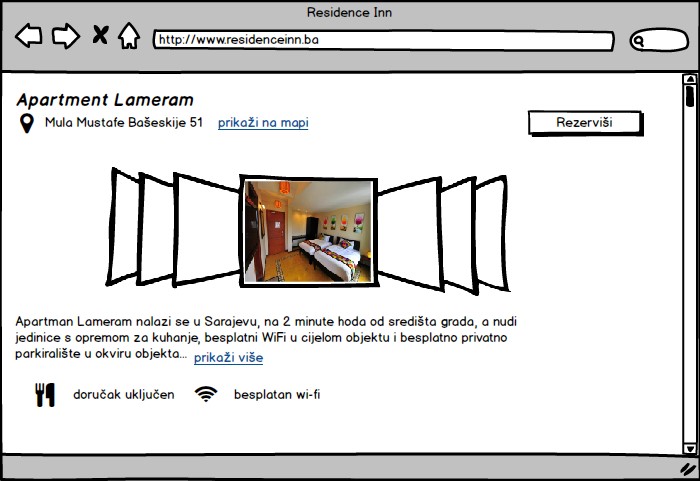 Residence Inn
http://www.residenceinn.ba
Apartment Lameram
Mula Mustafe Bašeskije 51 prikaži na mapi
Rezerviši
Apartman Lameram nalazi se u Sarajevu, na 2 minute hoda od središta grada, a nudi
jedinice s opremom za kuhanje, besplatni WiFi u cijelom objektu i besplatno privatno
parkiralište u okviru objekta... prikaži više
doručak uključen besplatan wi-fi